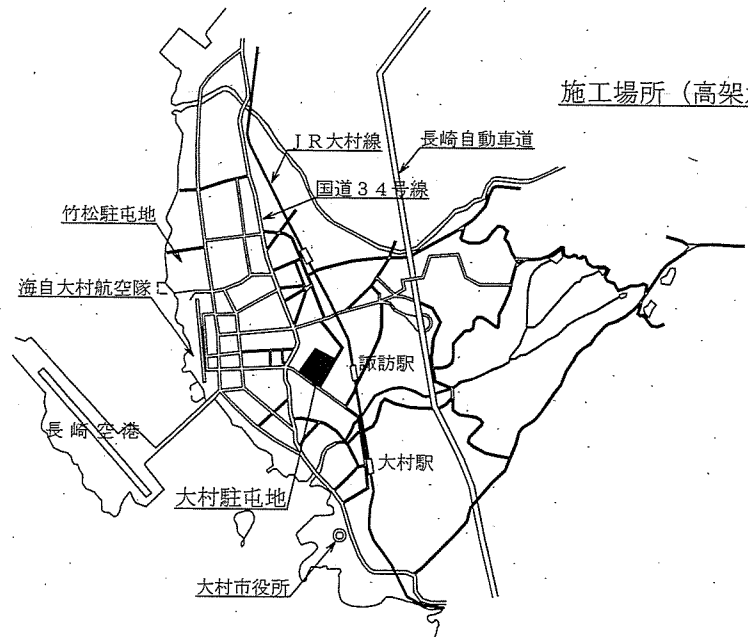 施工場所（高架
ＪＲ大村線
長崎自動車道
国道３４号線
竹松駐屯地
海自大村航空隊
諏訪駅
長崎空港
大村駅
大村駐屯地
大村市役所